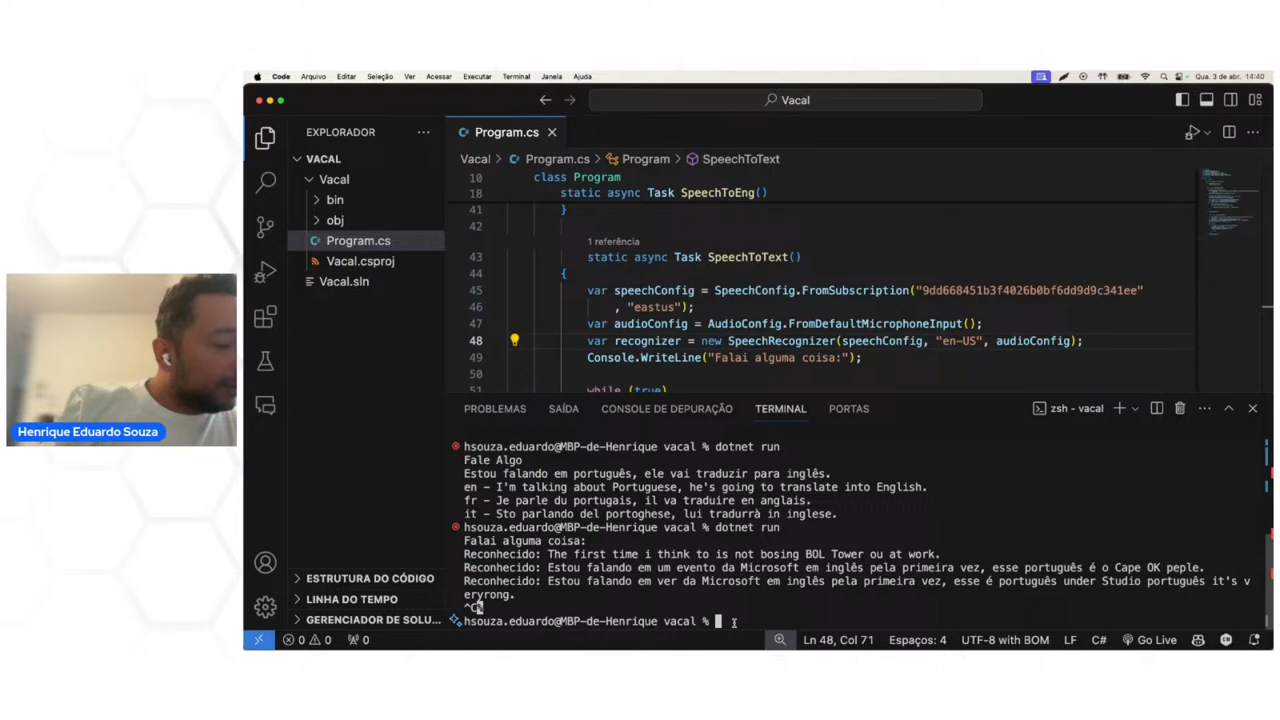 Code Arquivo Editar Seleção Ver Acessar Executar Terminal Janela Ajuda Qua. 3 de abr. 14:40
Vacal
EXPLORADOR
Program.cs
VACAL
Vacal
bin
obj
Program.cs
Vacal.csproj
Vacal.sln
Vacal > Program.cs > Program > SpeechToText
10 class Program
18 static async Task SpeechToEng()
41 }
42
1 referência
43 static async Task SpeechToText()
44 {
45 var speechConfig = SpeechConfig.FromSubscription("9dd668451b3f4026b0bf6dd9d9c341ee"
46 , "eastus");
47 var audioConfig = AudioConfig.FromDefaultMicrophoneInput();
48 var recognizer = new SpeechRecognizer(speechConfig, "en-US", audioConfig);
49 Console.WriteLine("Falai alguma coisa:");
50
51 while (true)
PROBLEMAS SAÍDA CONSOLE DE DEPURAÇÃO TERMINAL PORTAS zsh - vacal
hsouza.eduardo@MBP-de-Henrique vacal % dotnet run
Fale Algo
Estou falando em português, ele vai traduzir para inglês.
en - I'm talking about Portuguese, he's going to translate into English.
fr - Je parle du portugais, il va traduire en anglais.
it - Sto parlando del portoghese, lui tradurrà in inglese.
hsouza.eduardo@MBP-de-Henrique vacal % dotnet run
Falai alguma coisa:
Reconhecido: The first time i think to is not bosing BOL Tower ou at work.
Reconhecido: Estou falando em um evento da Microsoft em inglês pela primeira vez, esse português é o Cape OK peple.
Reconhecido: Estou falando em ver da Microsoft em inglês pela primeira vez, esse é português under Studio português it's v
eryrong.
^C
hsouza.eduardo@MBP-de-Henrique vacal %
ESTRUTURA DO CÓDIGO
LINHA DO TEMPO
GERENCIADOR DE SOLU...
0 0 0 Ln 48, Col 71 Espaços: 4 UTF-8 with BOM LF C# Go Live
Henrique Eduardo Souza